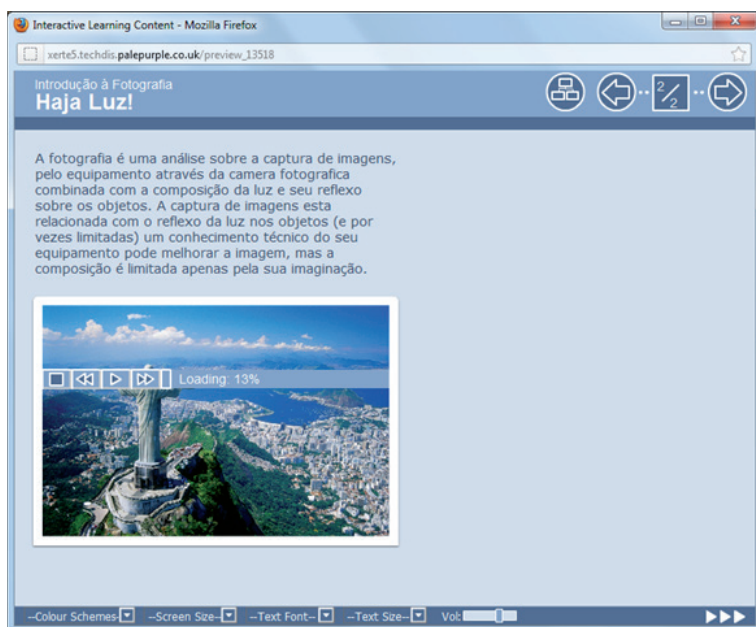 Interactive Learning Content - Mozilla Firefox
xerte5.techdis.palepurple.co.uk/preview_13518
Introdução à Fotografia
Haja Luz!
2/2
A fotografia é uma análise sobre a captura de imagens,
pelo equipamento através da camera fotografica
combinada com a composição da luz e seu reflexo
sobre os objetos. A captura de imagens esta
relacionada com o reflexo da luz nos objetos (e por
vezes limitadas) um conhecimento técnico do seu
equipamento pode melhorar a imagem, mas a
composição é limitada apenas pela sua imaginação.
Loading: 13%
--Colour Schemes- --Screen Size-- --Text Font-- --Text Size-- Vol: